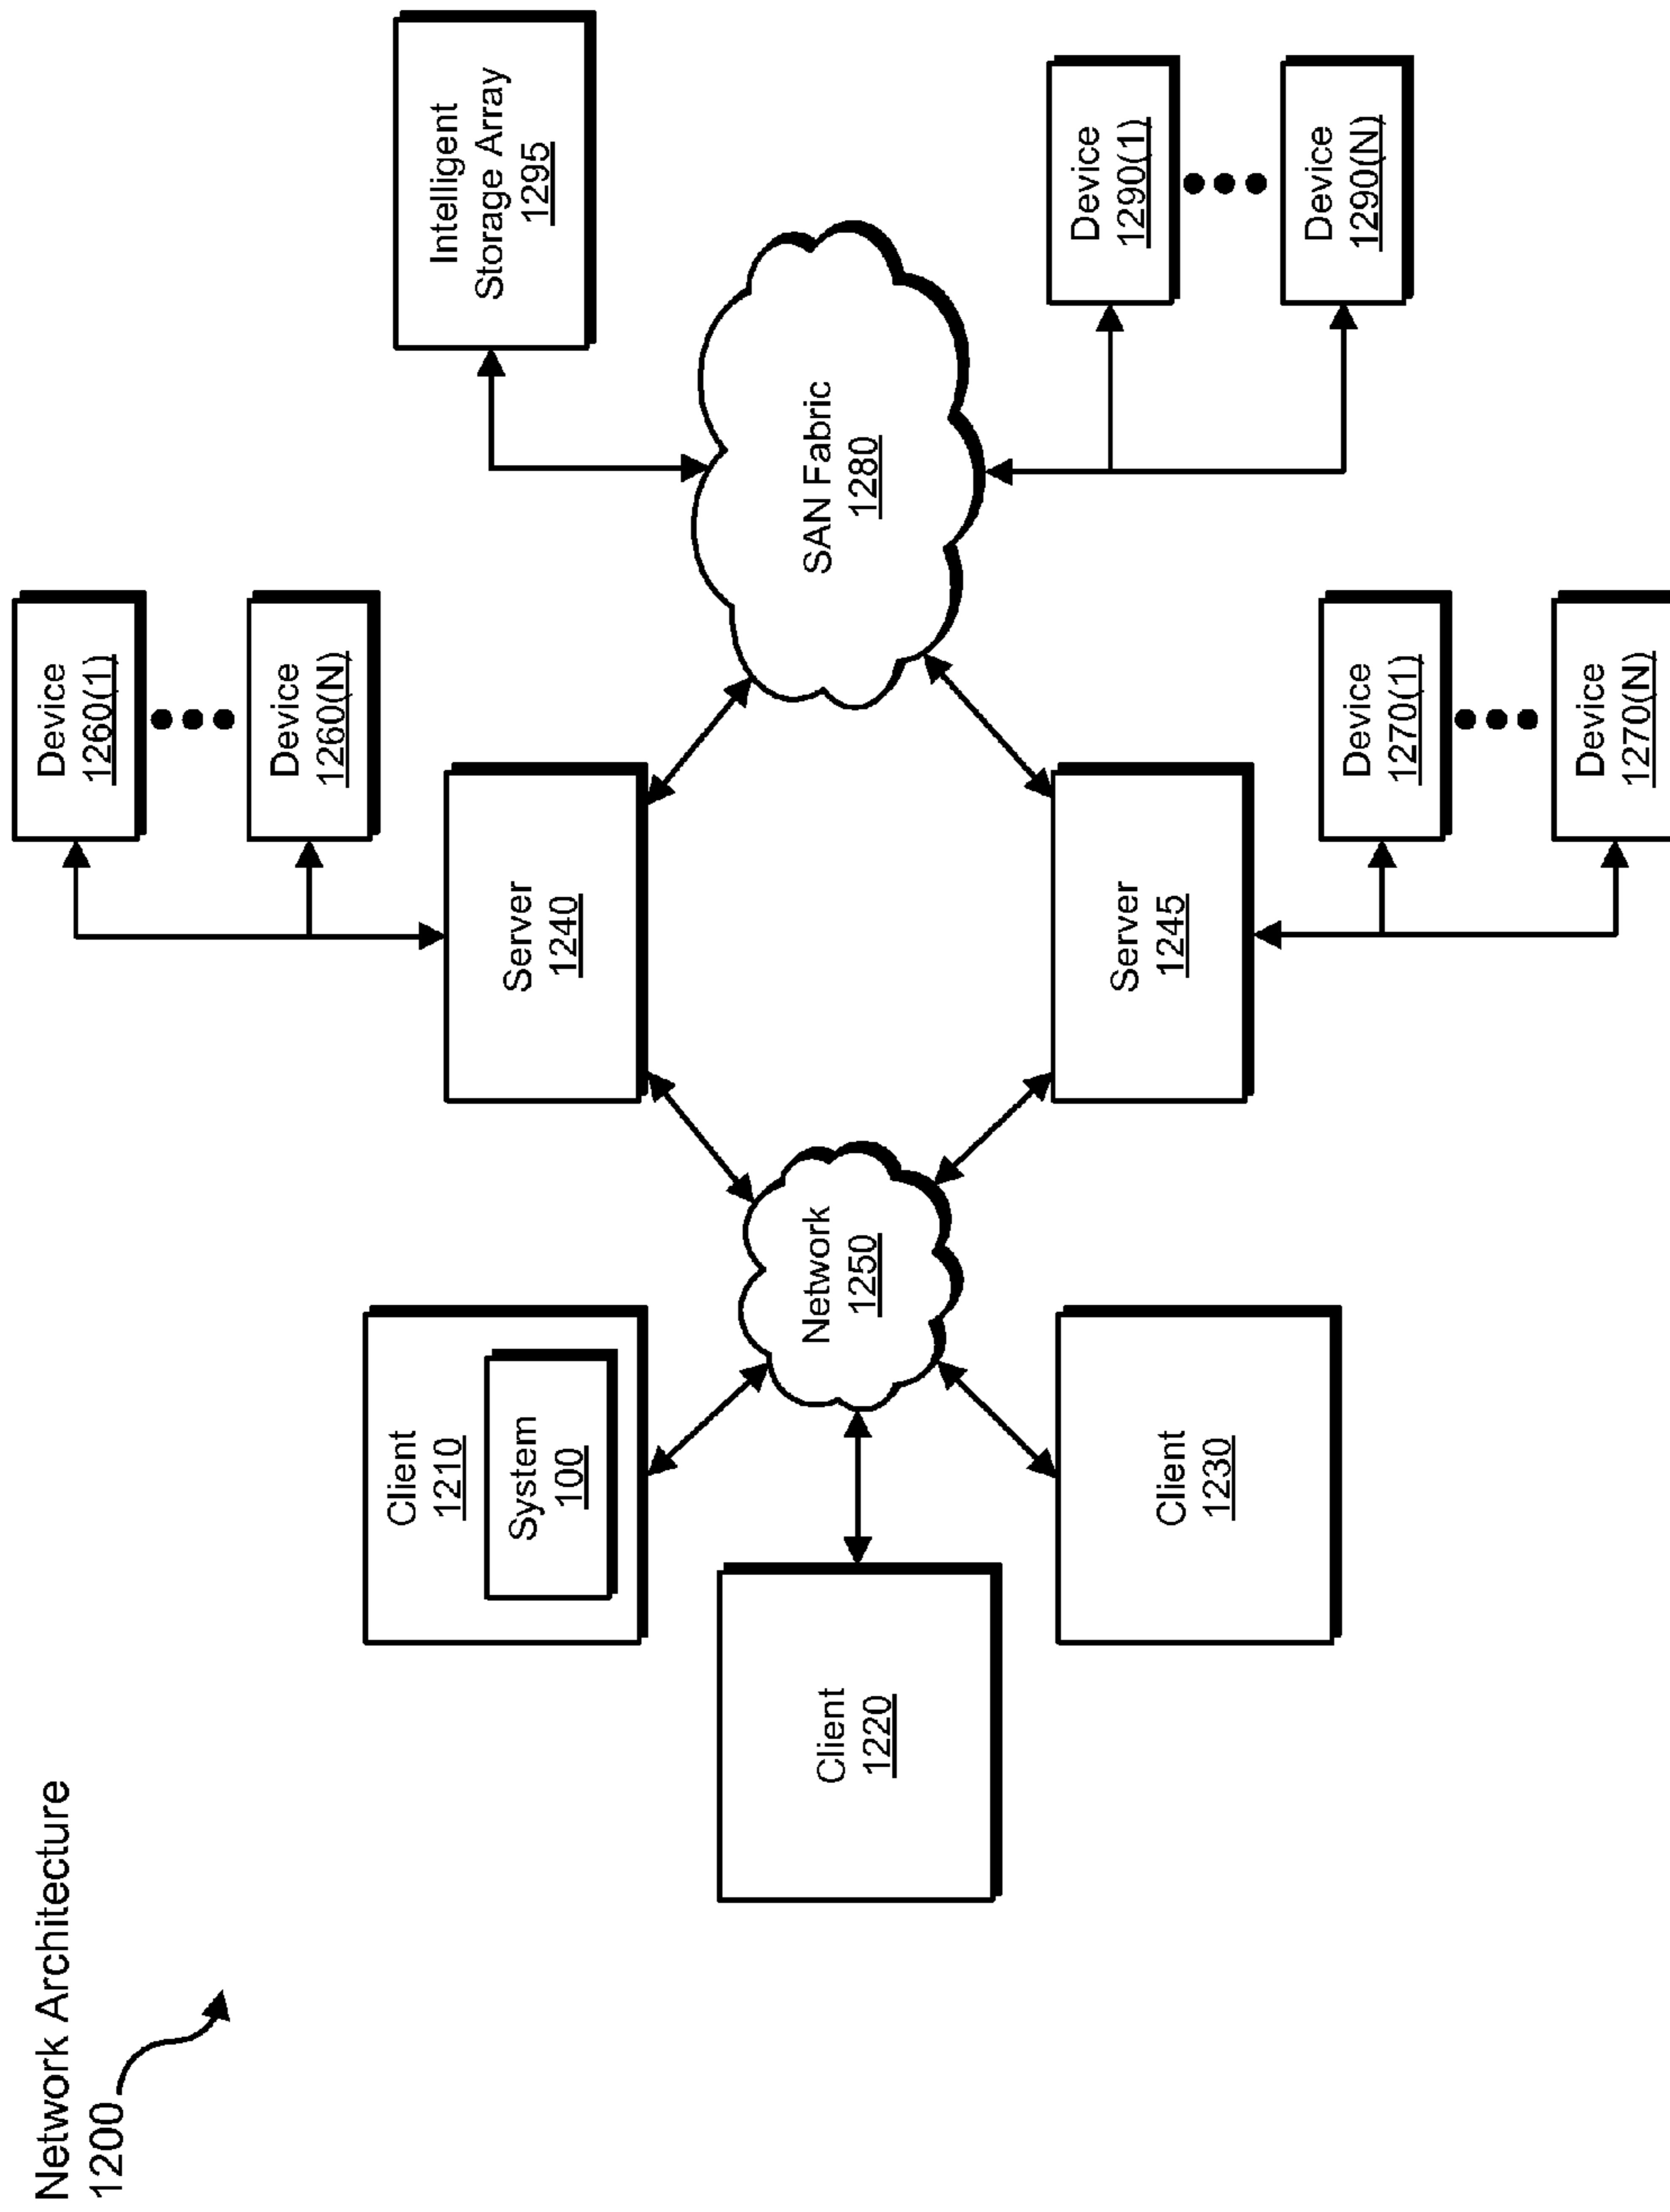 Network Architecture
1200
Device
1260(1)
Device
1260(N)
Intelligent
Storage Array
1295
Client
1210
System
100
Server
1240
Client
1220
Network
1250
SAN Fabric
1280
Client
1230
Server
1245
Device
1290(1)
Device
1290(N)
Device
1270(1)
Device
1270(N)